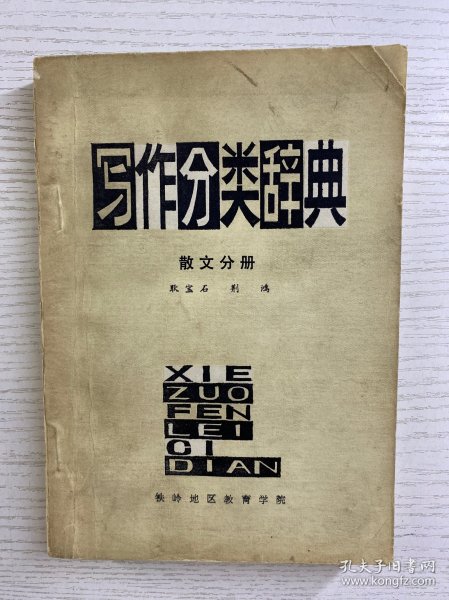 写作分类辞典
散文分册
耿宝石 荆鸿
XIE
ZUO
FEN
LEI
CI
DIAN
铁岭地区教育学院
孔夫子旧书网
www.kongfz.com